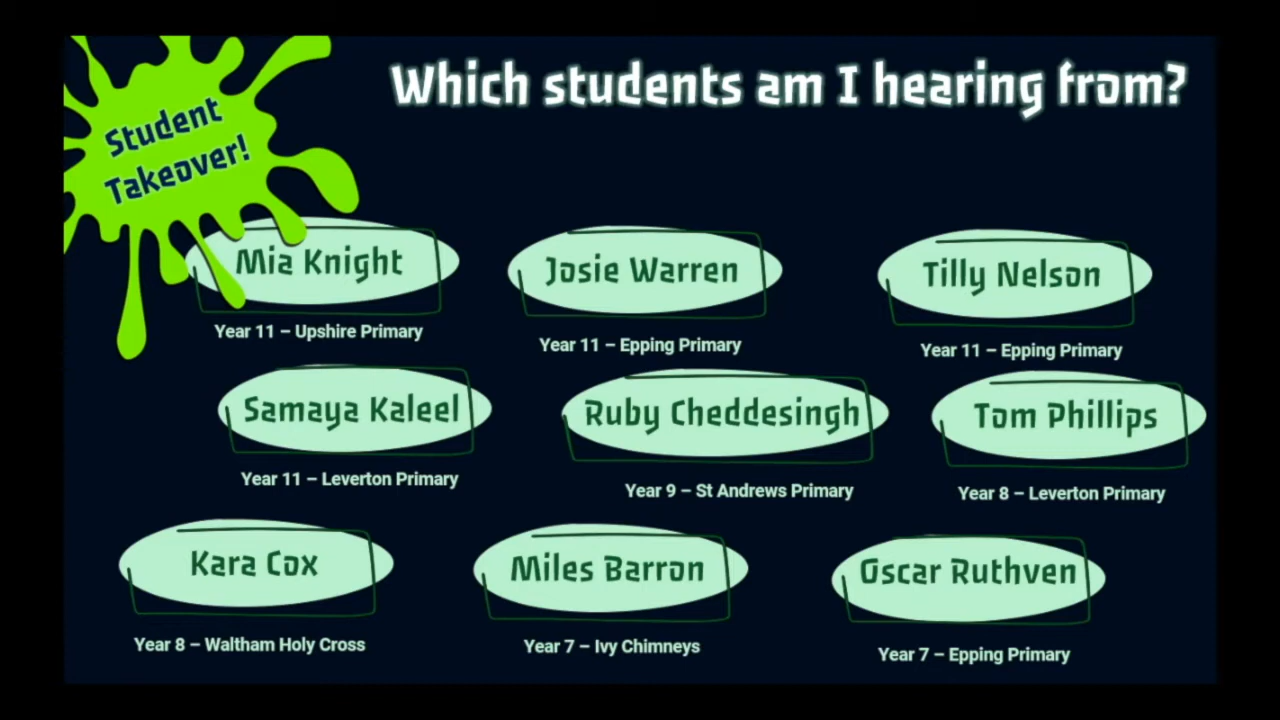 Student
Takeover!
Which students am I hearing from?
Mia Knight
Year 11 – Upshire Primary
Josie Warren
Year 11 – Epping Primary
Tilly Nelson
Year 11 – Epping Primary
Samaya Kaleel
Year 11 – Leverton Primary
Ruby Cheddesingh
Year 9 – St Andrews Primary
Tom Phillips
Year 8 – Leverton Primary
Kara Cox
Year 8 – Waltham Holy Cross
Miles Barron
Year 7 – Ivy Chimneys
Oscar Ruthven
Year 7 – Epping Primary